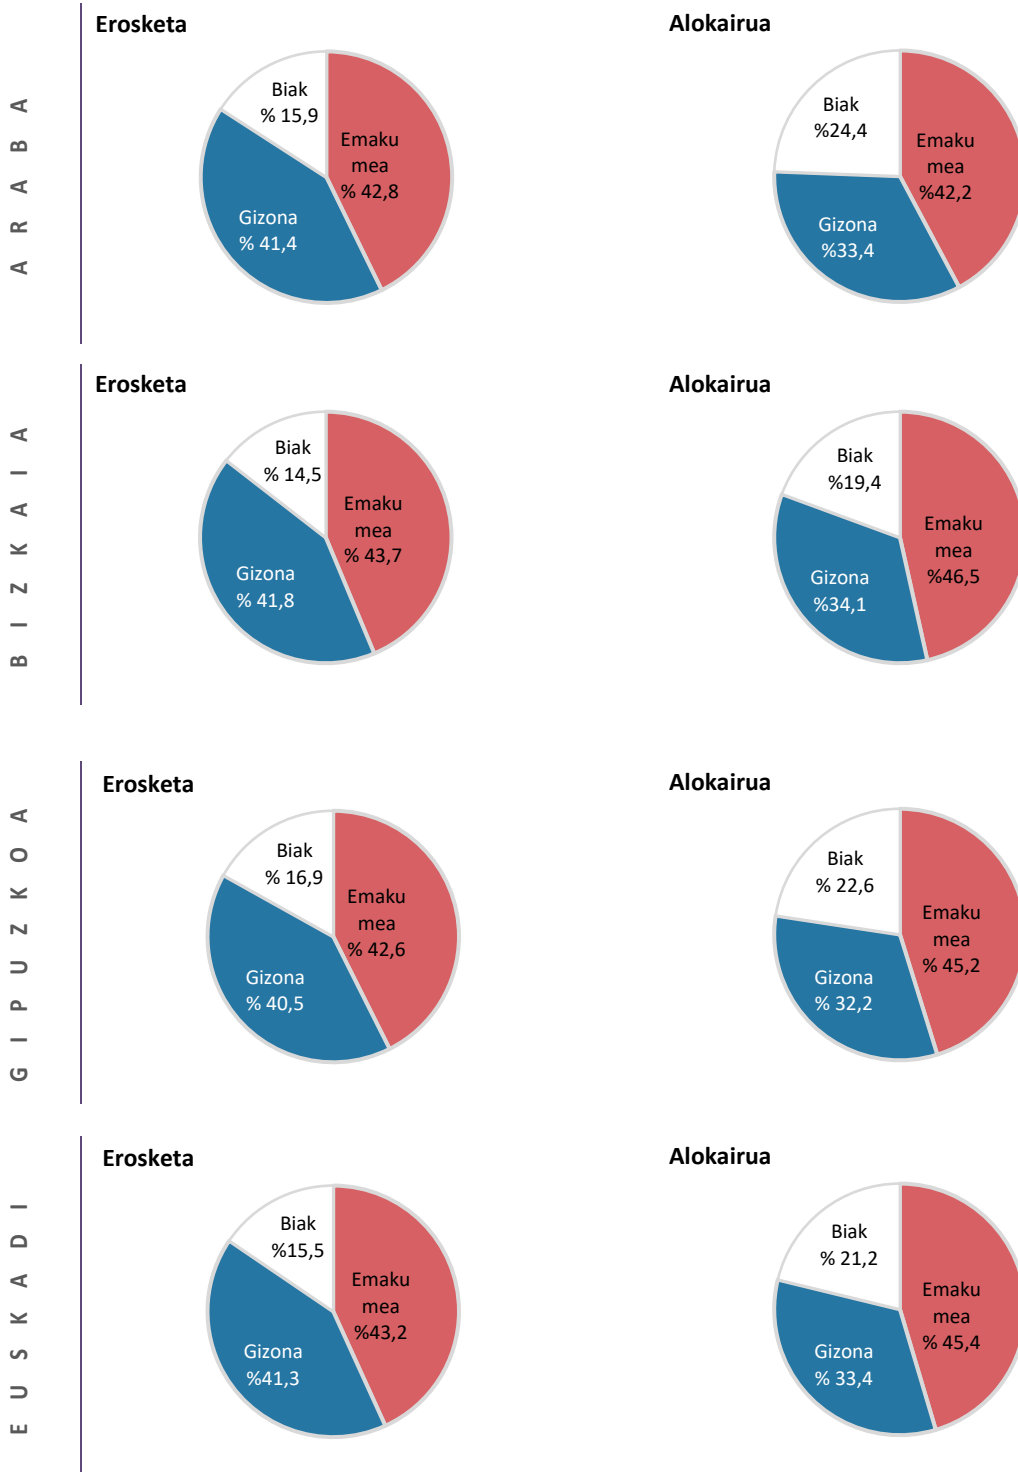 ARABA
Erosketa
Biak
% 15,9
Emaku
mea
% 42,8
Gizona
% 41,4
Alokairua
Biak
%24,4
Emaku
mea
%42,2
Gizona
%33,4
BIZKAIA
Erosketa
Biak
% 14,5
Emaku
mea
% 43,7
Gizona
% 41,8
Alokairua
Biak
%19,4
Emaku
mea
%46,5
Gizona
%34,1
GIPUZKOA
Erosketa
Biak
% 16,9
Emaku
mea
% 42,6
Gizona
% 40,5
Alokairua
Biak
% 22,6
Emaku
mea
% 45,2
Gizona
% 32,2
EUSKADI
Erosketa
Biak
%15,5
Emaku
mea
%43,2
Gizona
%41,3
Alokairua
Biak
% 21,2
Emaku
mea
% 45,4
Gizona
% 33,4